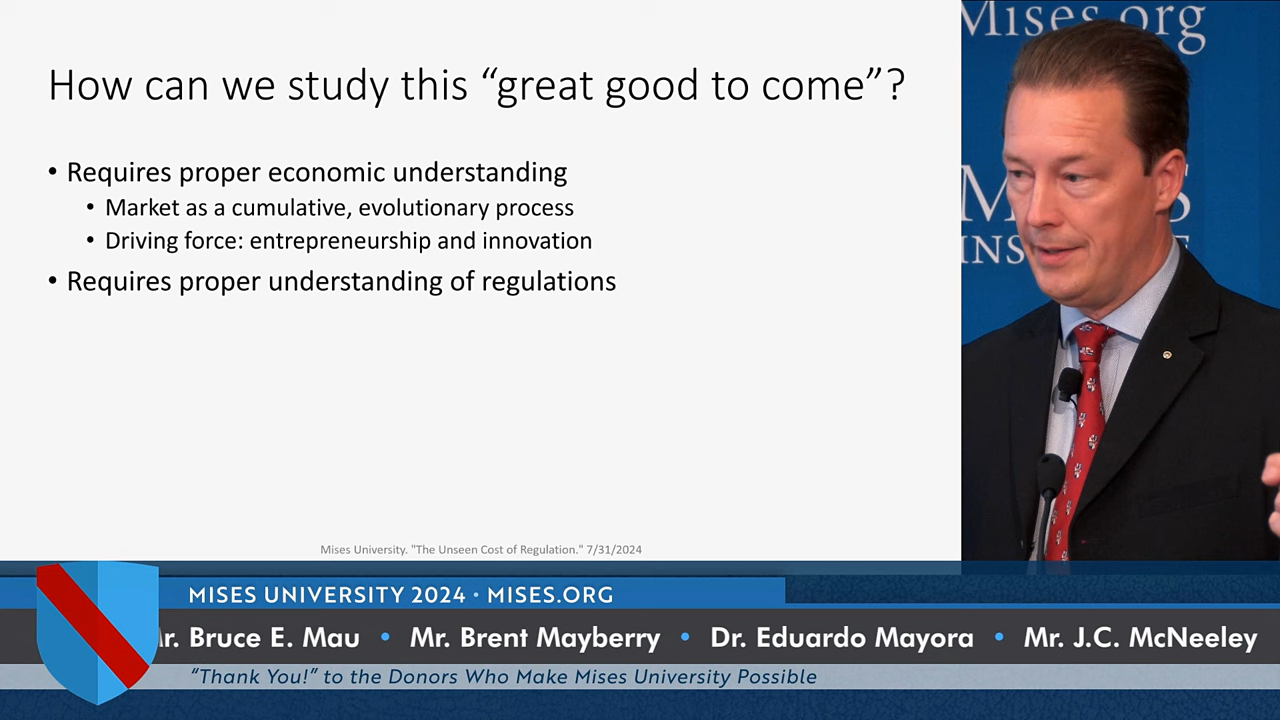 How can we study this “great good to come”?
• Requires proper economic understanding
• Market as a cumulative, evolutionary process
• Driving force: entrepreneurship and innovation
• Requires proper understanding of regulations
Mises University. "The Unseen Cost of Regulation." 7/31/2024
Mises.org
INS
MISES UNIVERSITY 2024 • MISES.ORG
Bruce E. Mau • Mr. Brent Mayberry • Dr. Eduardo Mayora • Mr. J.C. McNeeley
“Thank You!” to the Donors Who Make Mises University Possible